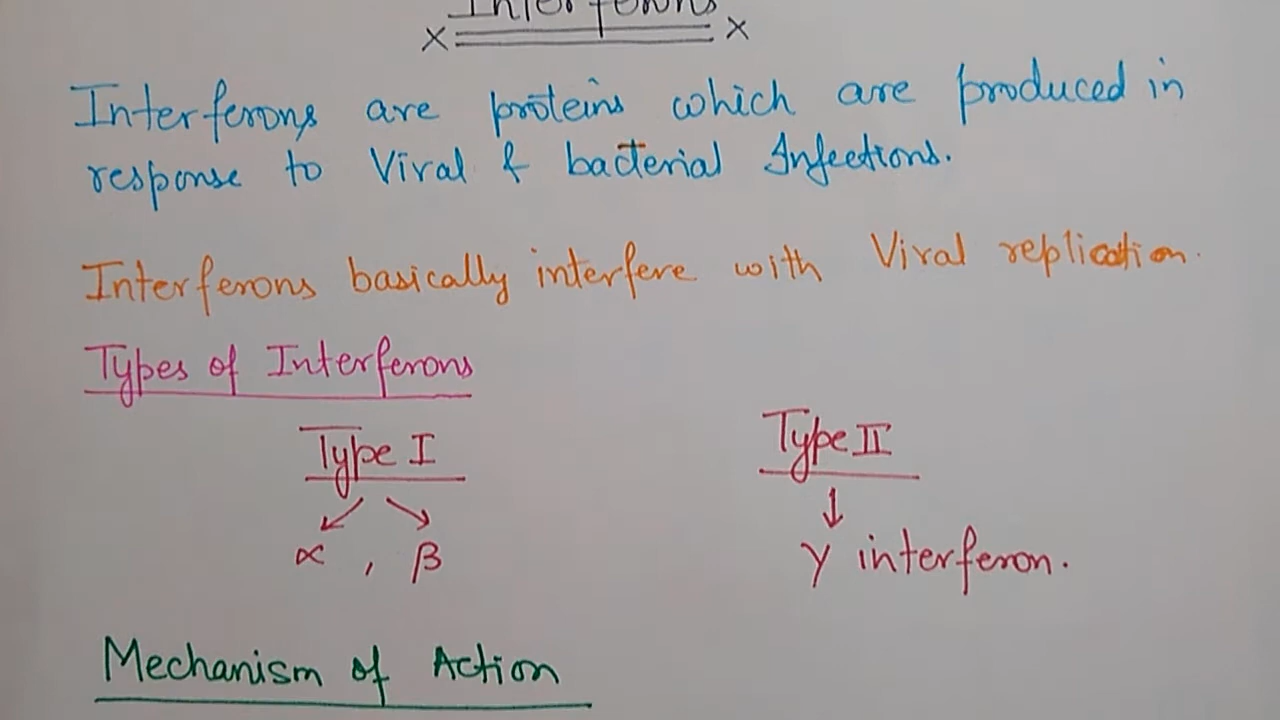 × Interferons ×
Interferons are proteins which are produced in
response to Viral & bacterial Infections.
Interferons basically interfere with Viral replication.
Types of Interferons
Type I
Type II
α , β
γ interferon.
Mechanism of Action